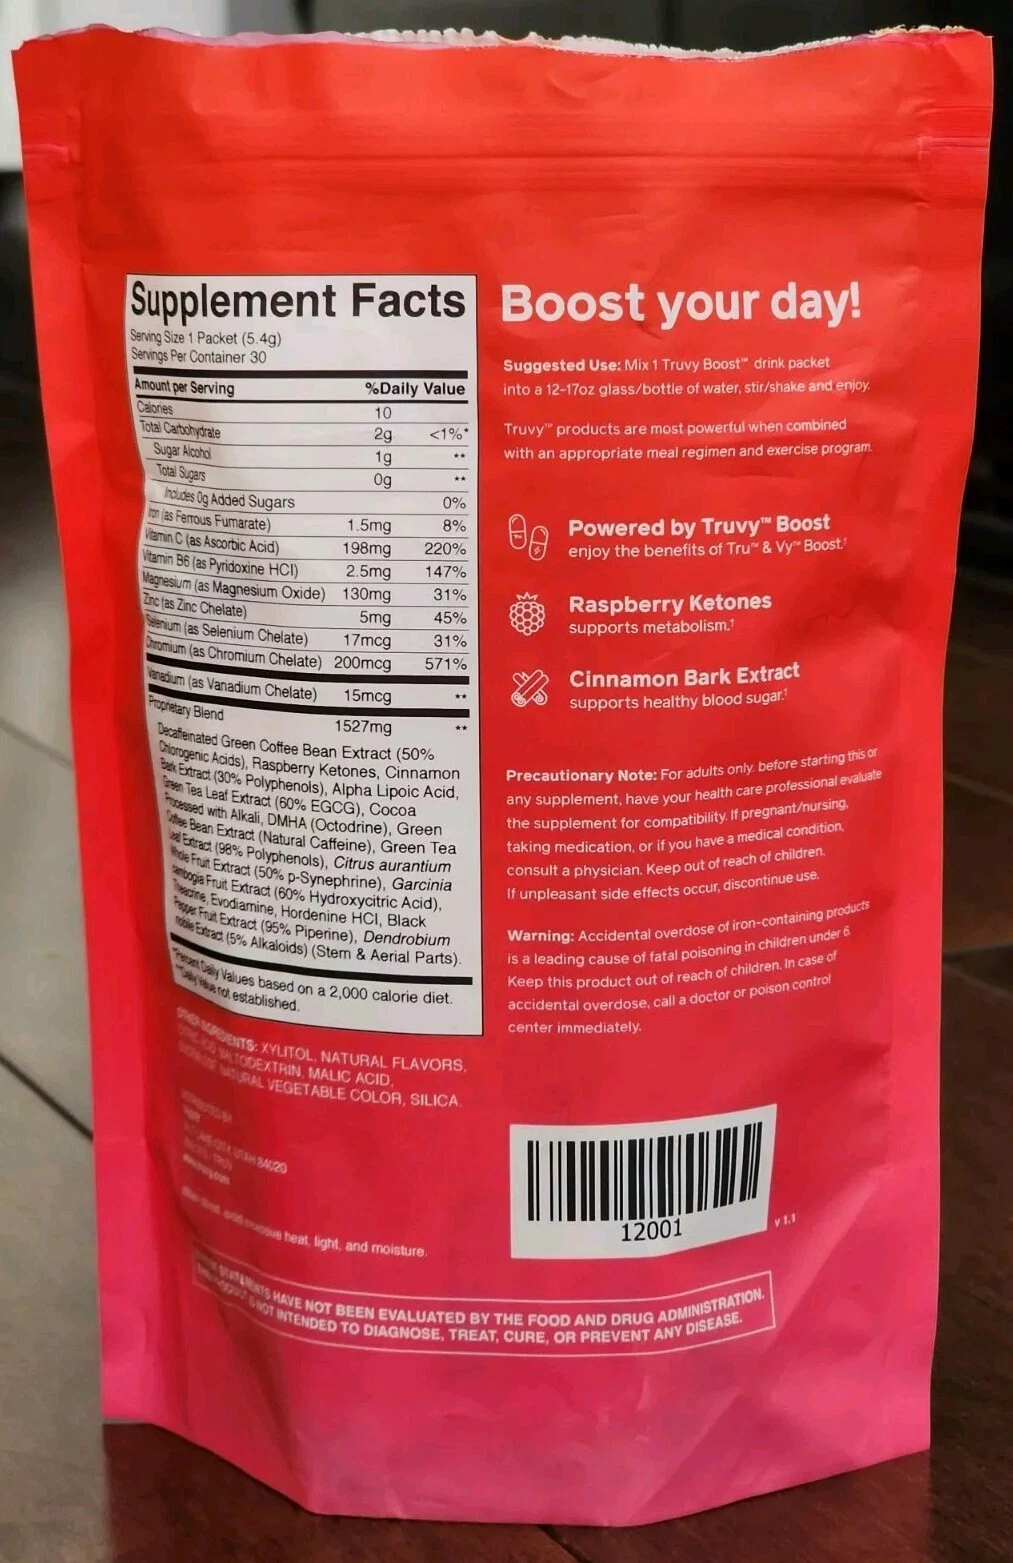 Supplement Facts
Serving Size 1 Packet (5.4g)
Servings Per Container 30
Amount per Serving %Daily Value
Calories 10
Total Carbohydrate 2g <1%*
Sugar Alcohol 1g **
Total Sugars 0g **
Includes 0g Added Sugars 0%
Iron (as Ferrous Fumarate) 1.5mg 8%
Vitamin C (as Ascorbic Acid) 198mg 220%
Vitamin B6 (as Pyridoxine HCl) 2.5mg 147%
Magnesium (as Magnesium Oxide) 130mg 31%
Zinc (as Zinc Chelate) 5mg 45%
Selenium (as Selenium Chelate) 17mcg 31%
Chromium (as Chromium Chelate) 200mcg 571%
Vanadium (as Vanadium Chelate) 15mcg **
Proprietary Blend 1527mg **
Decaffeinated Green Coffee Bean Extract (50%
Chlorogenic Acids), Raspberry Ketones, Cinnamon
Bark Extract (30% Polyphenols), Alpha Lipoic Acid,
Green Tea Leaf Extract (60% EGCG), Cocoa
Processed with Alkali, DMHA (Octodrine), Green
Coffee Bean Extract (Natural Caffeine), Green Tea
Leaf Extract (98% Polyphenols), Citrus aurantium
Whole Fruit Extract (50% p-Synephrine), Garcinia
cambogia Fruit Extract (60% Hydroxycitric Acid),
Theacrine, Evodiamine, Hordenine HCl, Black
Pepper Fruit Extract (95% Piperine), Dendrobium
nobile Extract (5% Alkaloids) (Stem & Aerial Parts).
*Percent Daily Values based on a 2,000 calorie diet.
**Daily Value not established.
OTHER INGREDIENTS: XYLITOL, NATURAL FLAVORS,
MALTODEXTRIN, MALIC ACID,
NATURAL VEGETABLE COLOR, SILICA.
UTAH 84020
heat, light, and moisture.
Boost your day!
Suggested Use: Mix 1 Truvy Boost™ drink packet
into a 12-17oz glass/bottle of water, stir/shake and enjoy.
Truvy™ products are most powerful when combined
with an appropriate meal regimen and exercise program.
Powered by Truvy™ Boost
enjoy the benefits of Tru™ & Vy™ Boost.†
Raspberry Ketones
supports metabolism.†
Cinnamon Bark Extract
supports healthy blood sugar.†
Precautionary Note: For adults only. before starting this or
any supplement, have your health care professional evaluate
the supplement for compatibility. If pregnant/nursing,
taking medication, or if you have a medical condition,
consult a physician. Keep out of reach of children.
If unpleasant side effects occur, discontinue use.
Warning: Accidental overdose of iron-containing products
is a leading cause of fatal poisoning in children under 6.
Keep this product out of reach of children. In case of
accidental overdose, call a doctor or poison control
center immediately.
12001
v 1.1
STATEMENTS HAVE NOT BEEN EVALUATED BY THE FOOD AND DRUG ADMINISTRATION.
PRODUCT IS NOT INTENDED TO DIAGNOSE, TREAT, CURE, OR PREVENT ANY DISEASE.